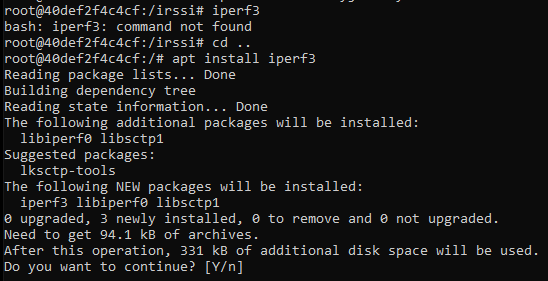 root@40def2f4c4cf:/irssi# iperf3
bash: iperf3: command not found
root@40def2f4c4cf:/irssi# cd ..
root@40def2f4c4cf:/# apt install iperf3
Reading package lists... Done
Building dependency tree
Reading state information... Done
The following additional packages will be installed:
  libiperf0 libsctp1
Suggested packages:
  lksctp-tools
The following NEW packages will be installed:
  iperf3 libiperf0 libsctp1
0 upgraded, 3 newly installed, 0 to remove and 0 not upgraded.
Need to get 94.1 kB of archives.
After this operation, 331 kB of additional disk space will be used.
Do you want to continue? [Y/n]